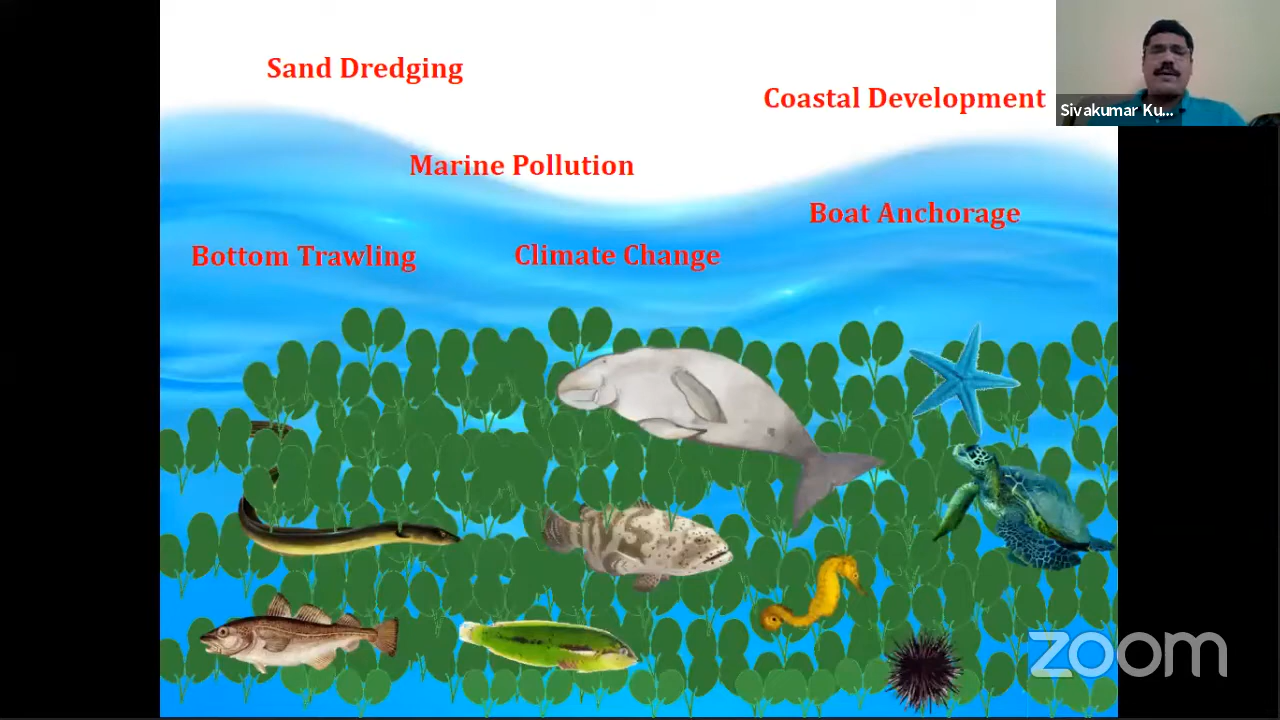 Sand Dredging
Coastal Development
Sivakumar Ku...
Marine Pollution
Boat Anchorage
Bottom Trawling
Climate Change
zoom